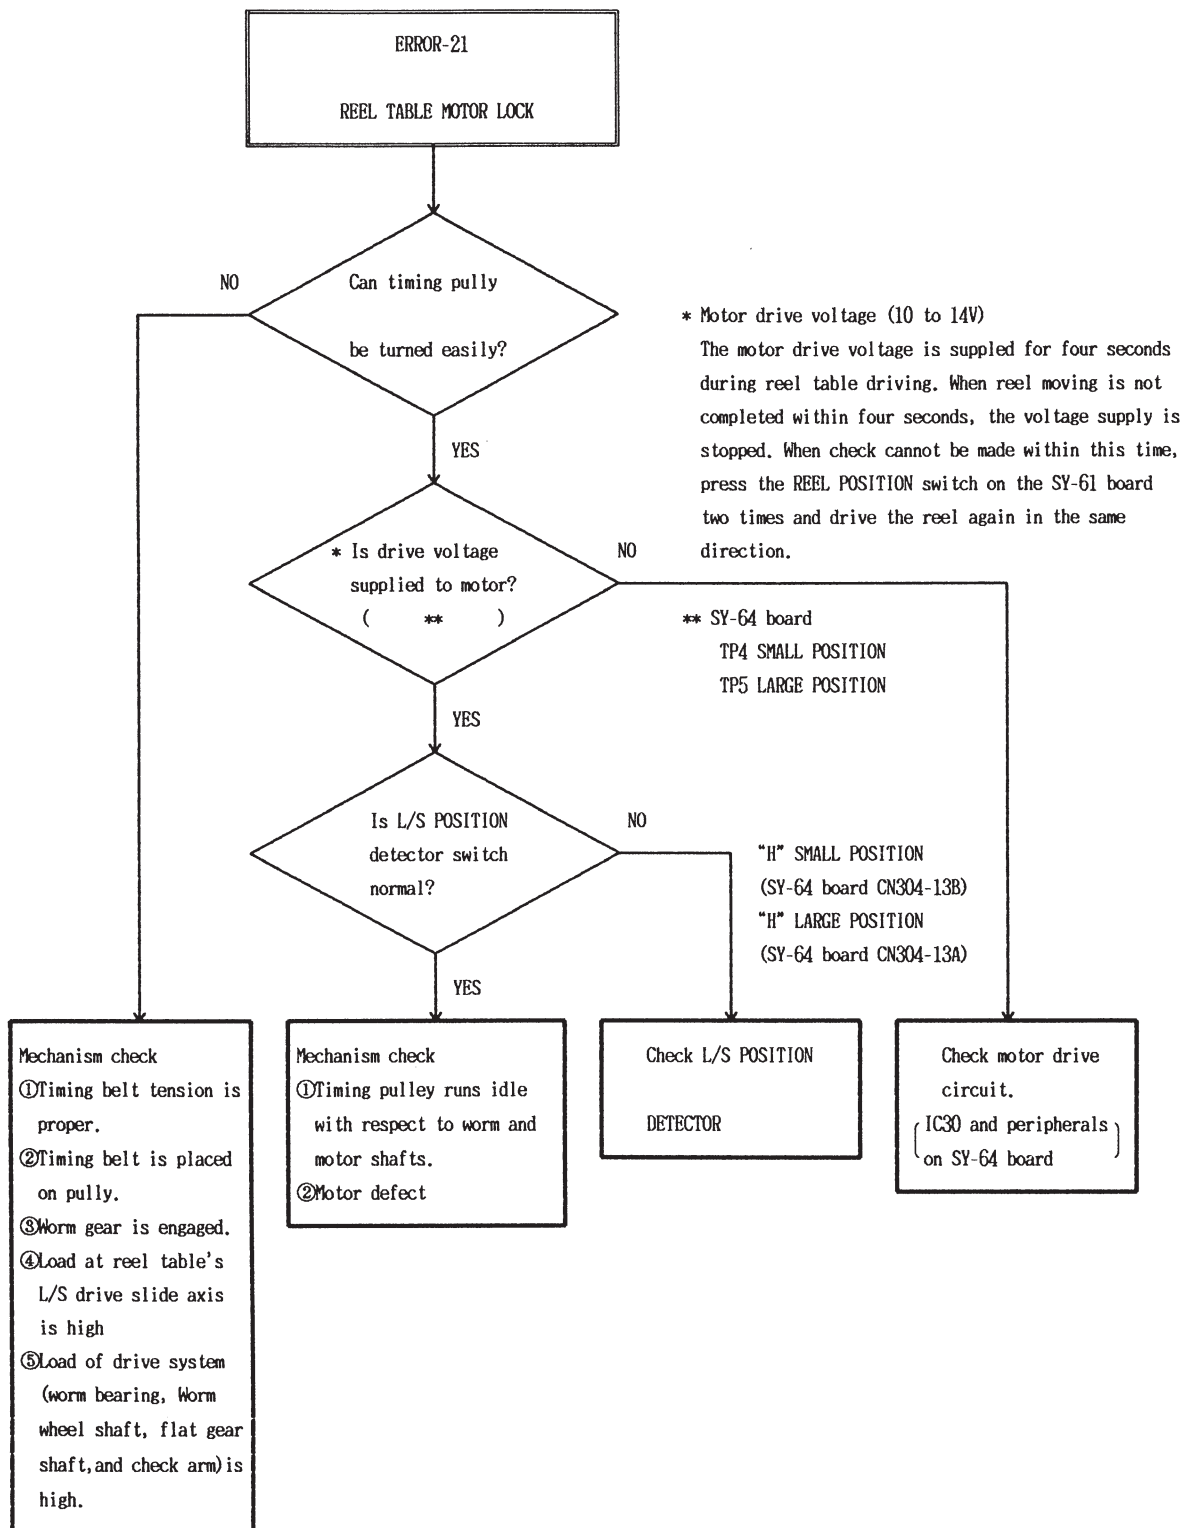 ERROR-21
REEL TABLE MOTOR LOCK
NO
Can timing pully
be turned easily?
YES
* Motor drive voltage (10 to 14V)
The motor drive voltage is suppled for four seconds
during reel table driving. When reel moving is not
completed within four seconds, the voltage supply is
stopped. When check cannot be made within this time,
press the REEL POSITION switch on the SY-61 board
two times and drive the reel again in the same
direction.
* Is drive voltage
supplied to motor?
( ** )
NO
YES
** SY-64 board
TP4 SMALL POSITION
TP5 LARGE POSITION
Is L/S POSITION
detector switch
normal?
NO
YES
"H" SMALL POSITION
(SY-64 board CN304-13B)
"H" LARGE POSITION
(SY-64 board CN304-13A)
Mechanism check
①Timing belt tension is
proper.
②Timing belt is placed
on pully.
③Worm gear is engaged.
④Load at reel table's
L/S drive slide axis
is high
⑤Load of drive system
(worm bearing, Worm
wheel shaft, flat gear
shaft,and check arm)is
high.
Mechanism check
①Timing pulley runs idle
with respect to worm and
motor shafts.
②Motor defect
Check L/S POSITION
DETECTOR
Check motor drive
circuit.
(IC30 and peripherals
on SY-64 board)